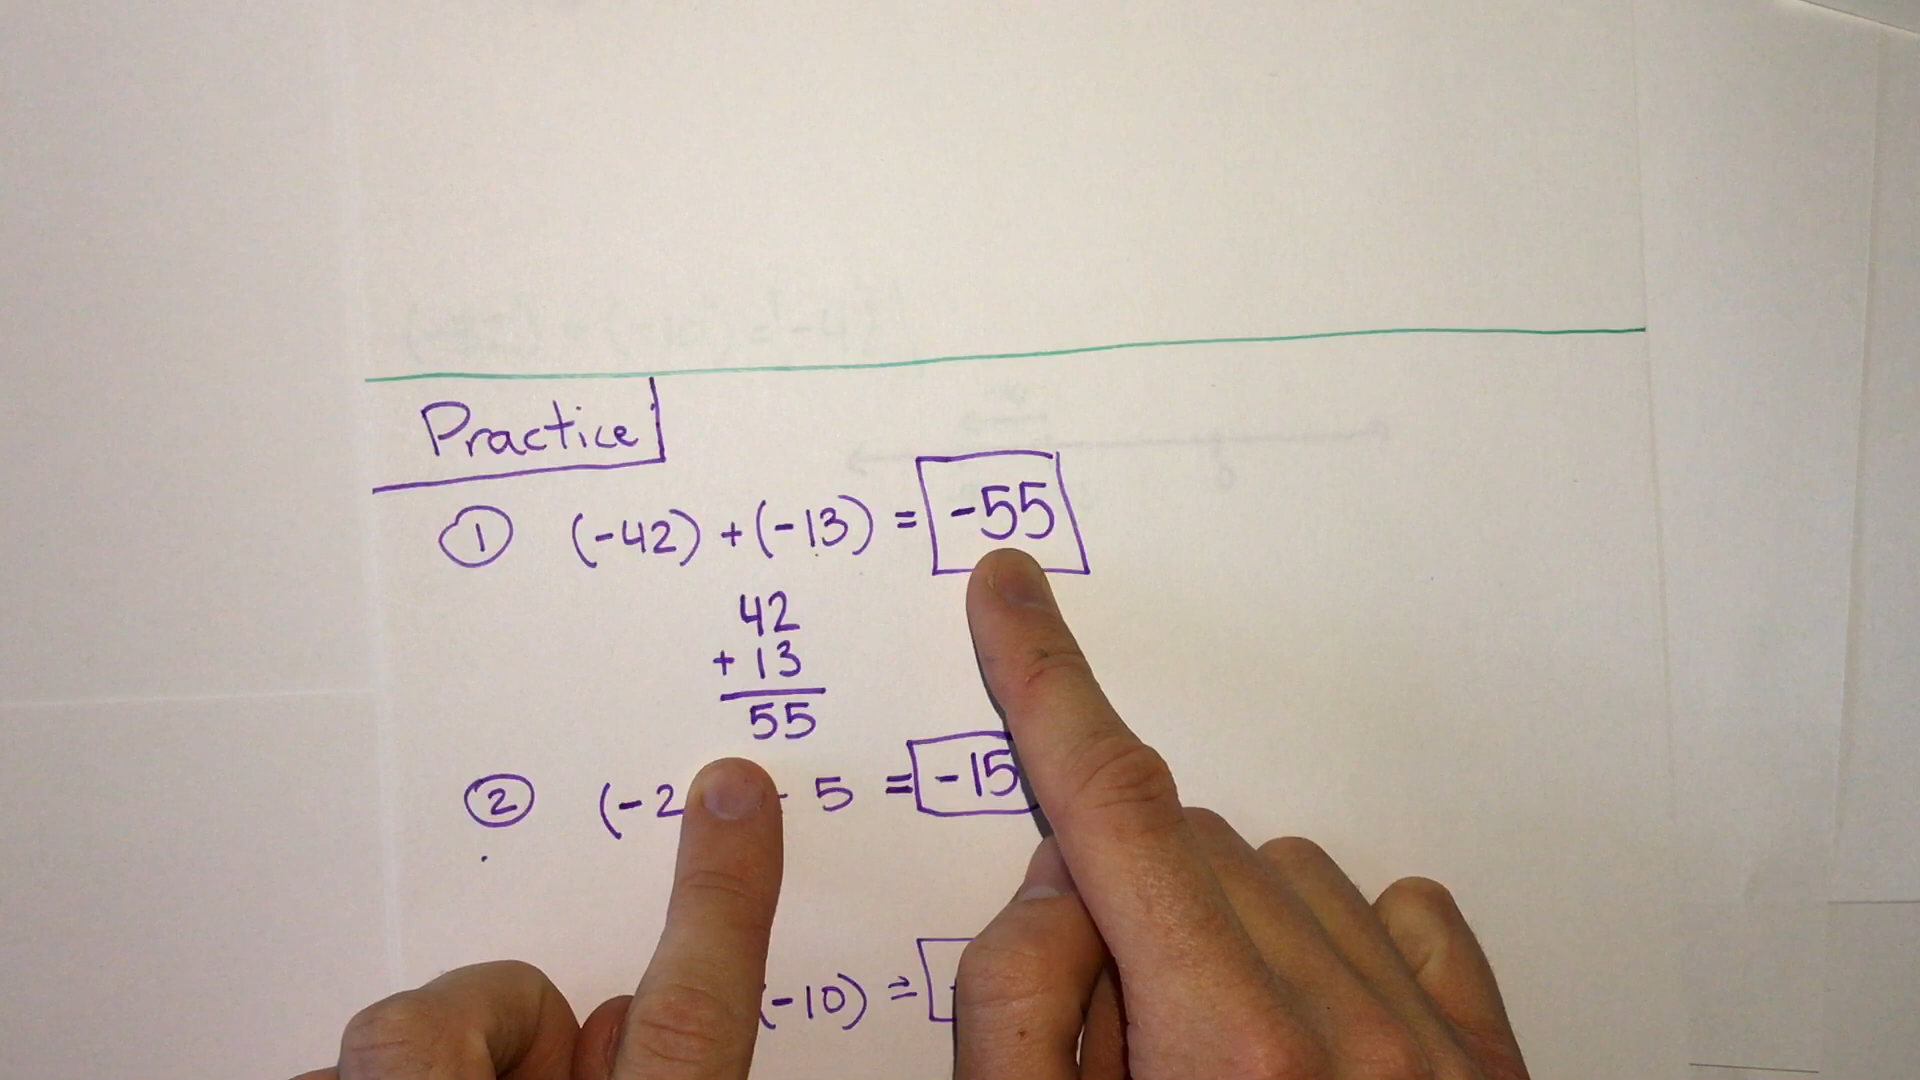 Practice
① (-42) + (-13) = -55
42
+ 13
55
② (-2 - 5 = -15
(-10) =